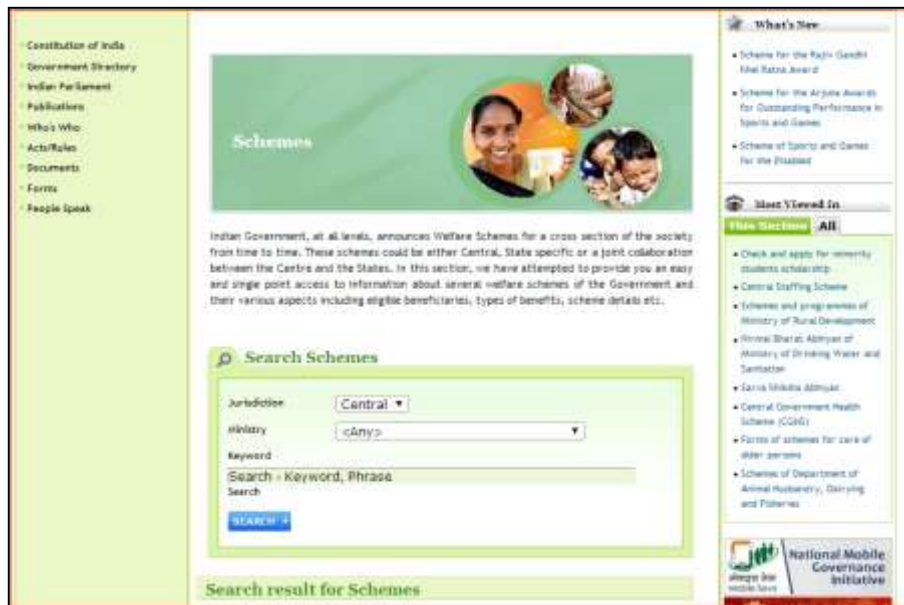 Constitution of India
Government Directory
Indian Parliament
Publications
Who's Who
Acts/Rules
Documents
Forms
People Speak
Schemes
Indian Government, at all levels, announces Welfare Schemes for a cross section of the society
from time to time. These schemes could be either Central, State specific or a joint collaboration
between the Centre and the States. In this section, we have attempted to provide you an easy
and single point access to information about several welfare schemes of the Government and
their various aspects including eligible beneficiaries, types of benefits, scheme details etc.
Search Schemes
Jurisdiction
Central
Ministry
<Any>
Keyword
Search - Keyword, Phrase
Search
SEARCH
Search result for Schemes
What's New
Scheme for the Rajiv Gandhi
Khel Ratna Award
Scheme for the Arjuna Awards
for Outstanding Performance in
Sports and Games
Scheme of Sports and Games
for the Disabled
Most Viewed In
This Section All
Check and apply for minority
students scholarship
Central Staffing Scheme
Schemes and programmes of
Ministry of Rural Development
Nirmal Bharat Abhiyan of
Ministry of Drinking Water and
Sanitation
Sarva Shiksha Abhiyan
Central Government Health
Scheme (CGHS)
Forms of schemes for care of
older persons
Schemes of Department of
Animal Husbandry, Dairying
and Fisheries
National Mobile
Governance
Initiative